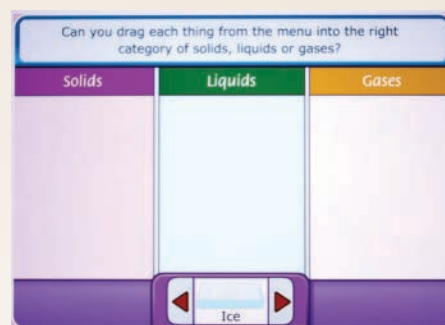 Can you drag each thing from the menu into the right
category of solids, liquids or gases?
Solids Liquids Gases
Ice